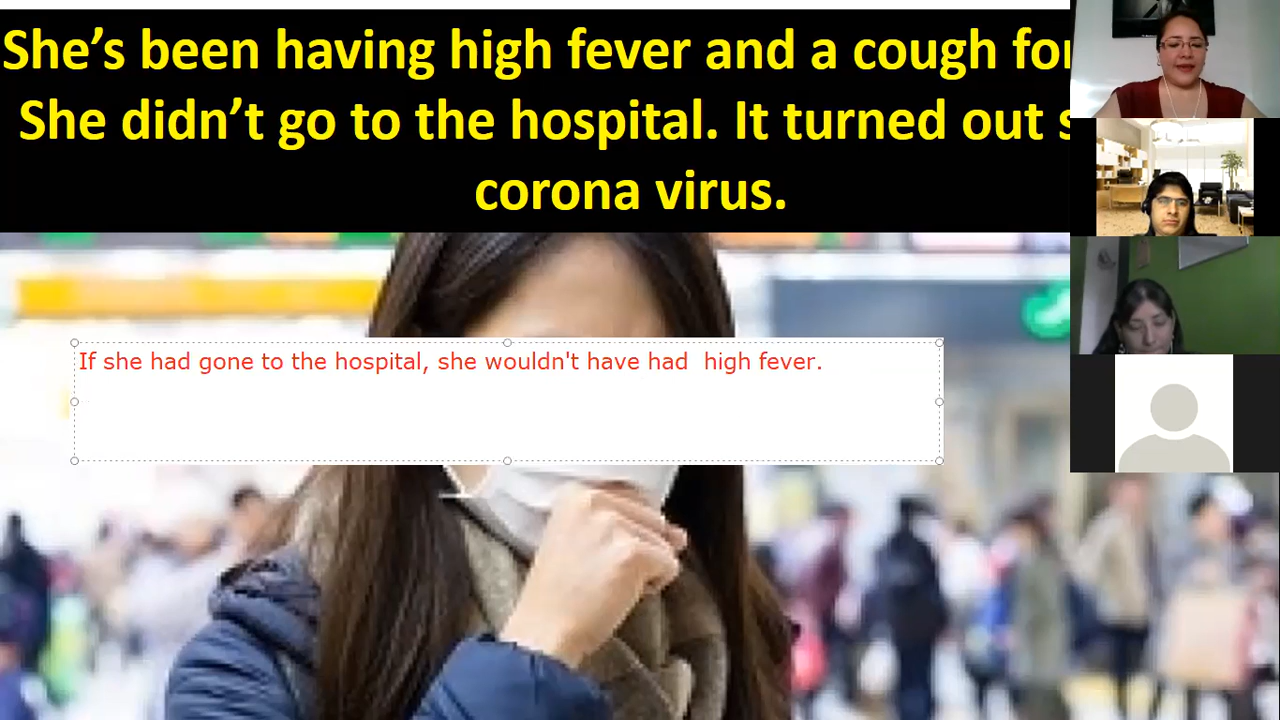 She’s been having high fever and a cough for
She didn’t go to the hospital. It turned out
corona virus.
If she had gone to the hospital, she wouldn't have had  high fever.